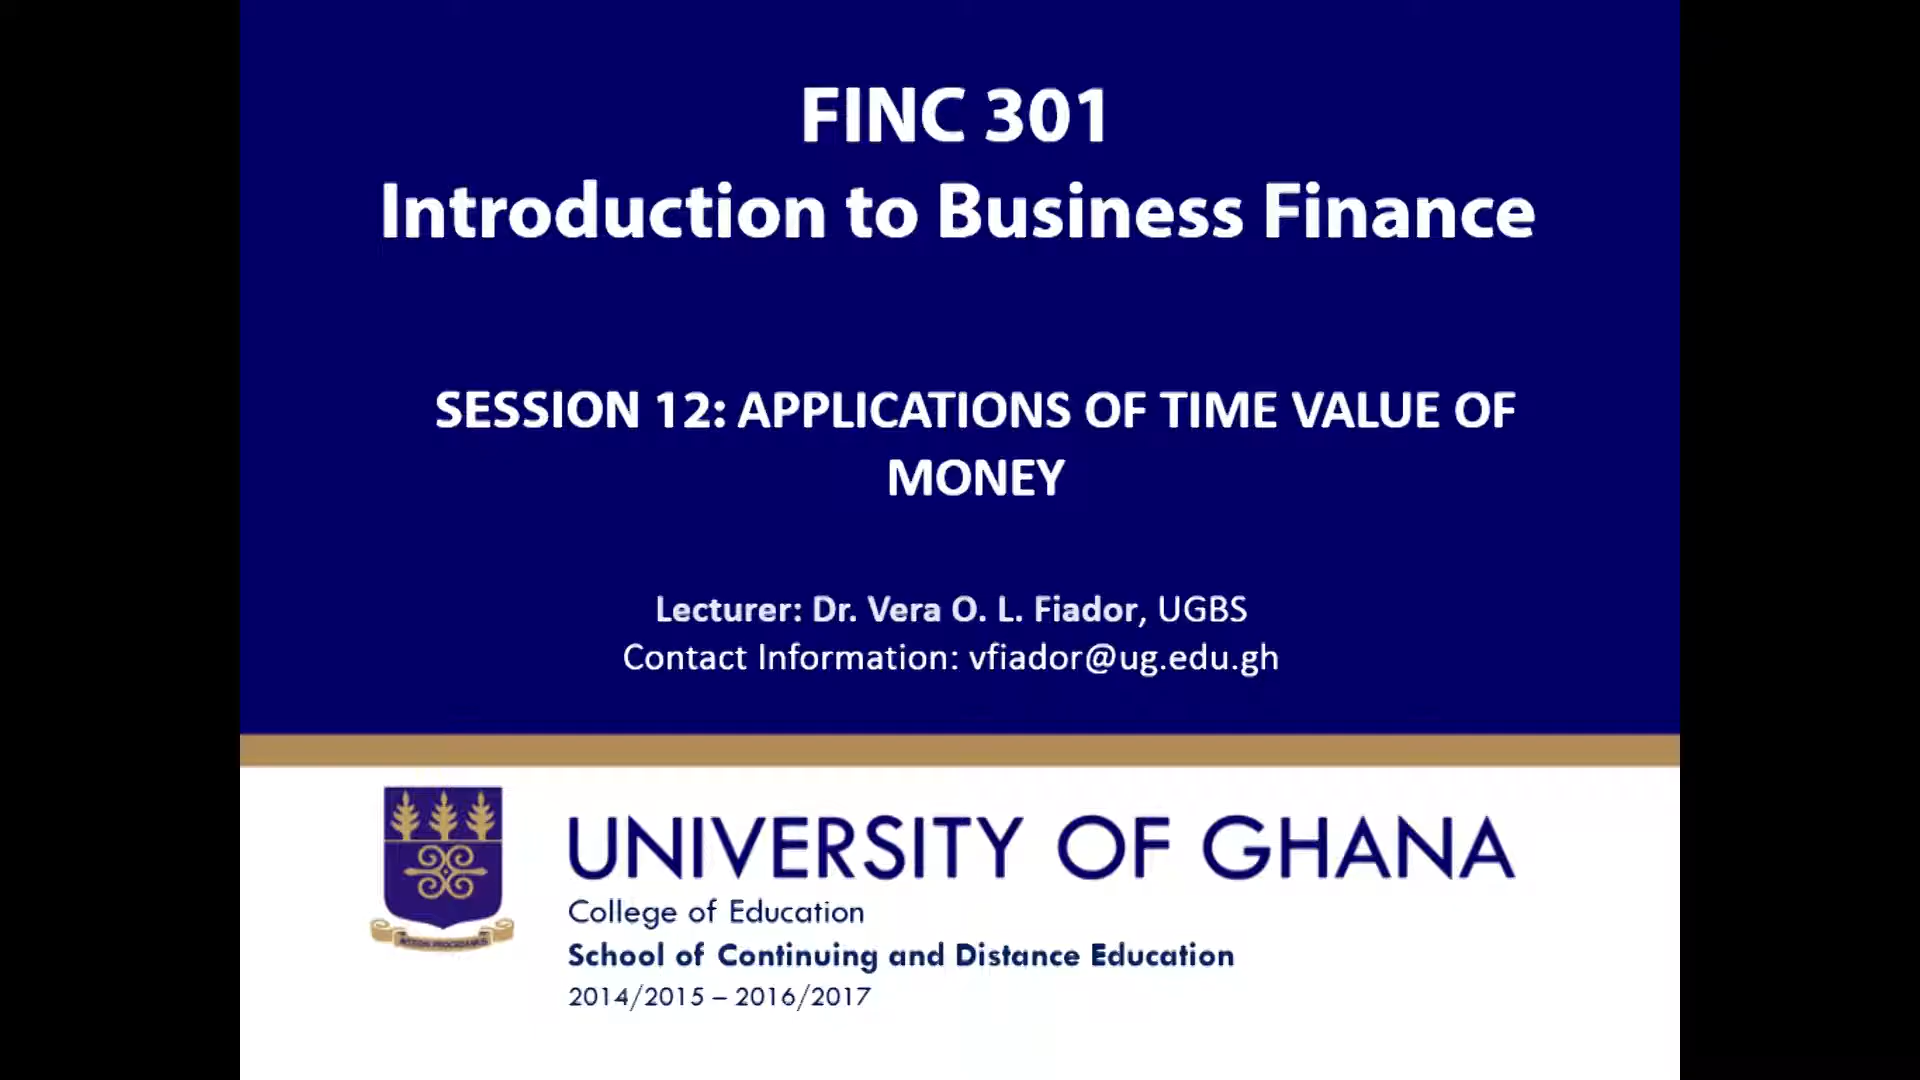 FINC 301
Introduction to Business Finance
SESSION 12: APPLICATIONS OF TIME VALUE OF
MONEY
Lecturer: Dr. Vera O. L. Fiador, UGBS
Contact Information: vfiador@ug.edu.gh
UNIVERSITY OF GHANA
College of Education
School of Continuing and Distance Education
2014/2015 – 2016/2017